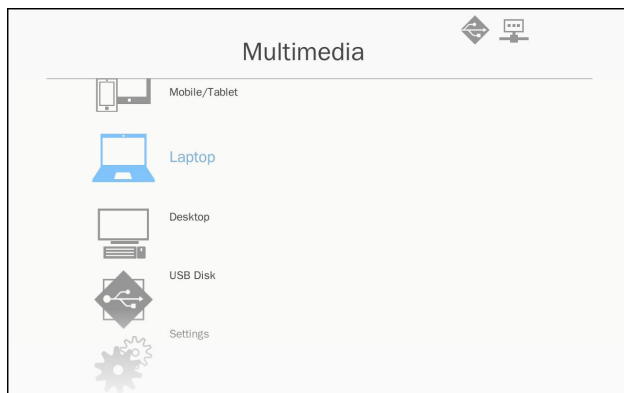 Multimedia
Mobile/Tablet
Laptop
Desktop
USB Disk
Settings